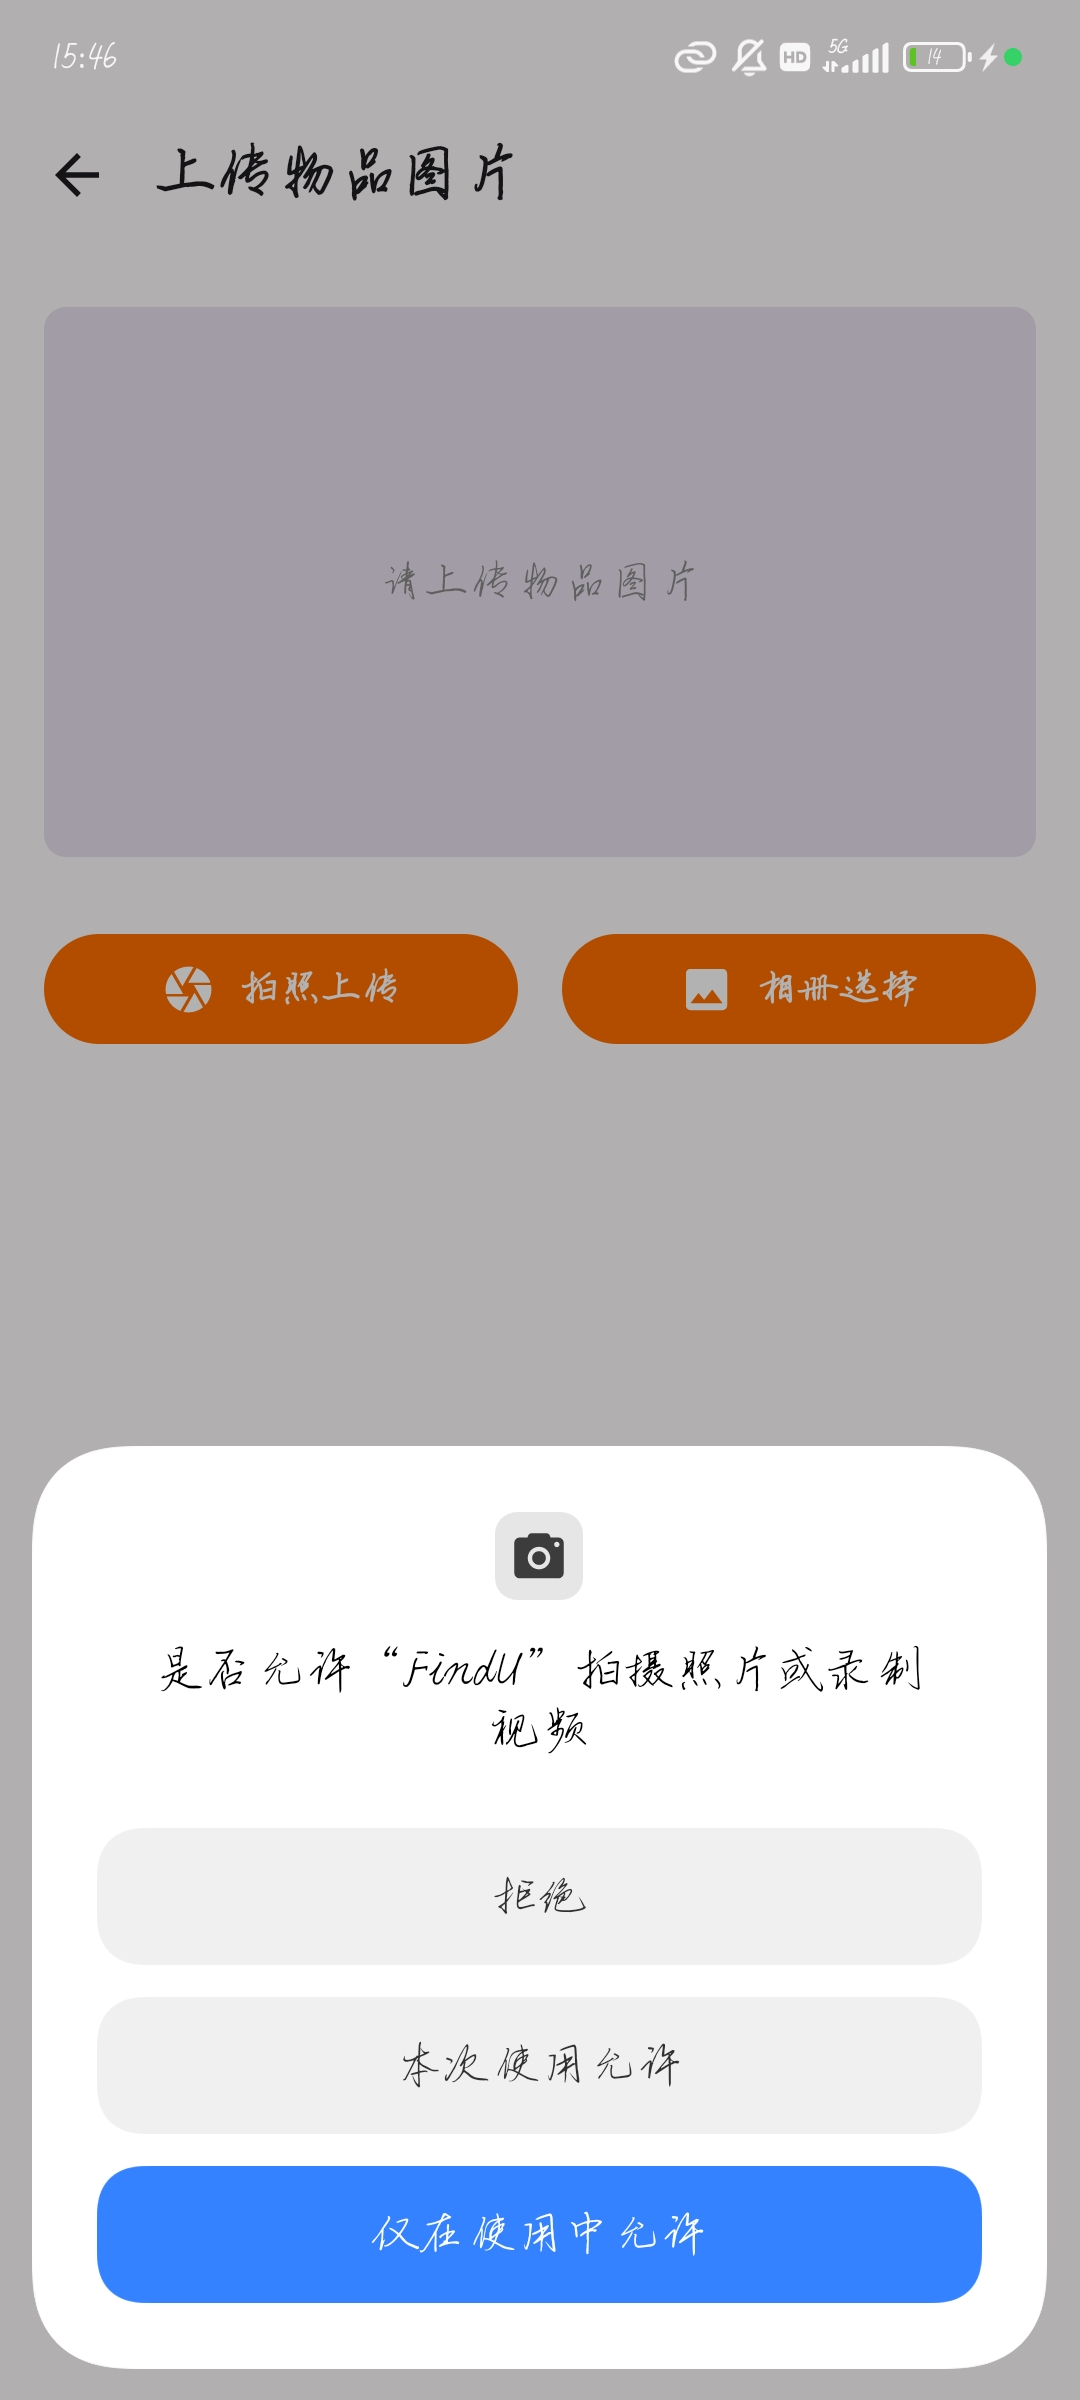 15:46
HD
5G
14
上传物品图片
请上传物品图片
拍照上传
相册选择
是否允许“FindU”拍摄照片或录制
视频
拒绝
本次使用允许
仅在使用中允许